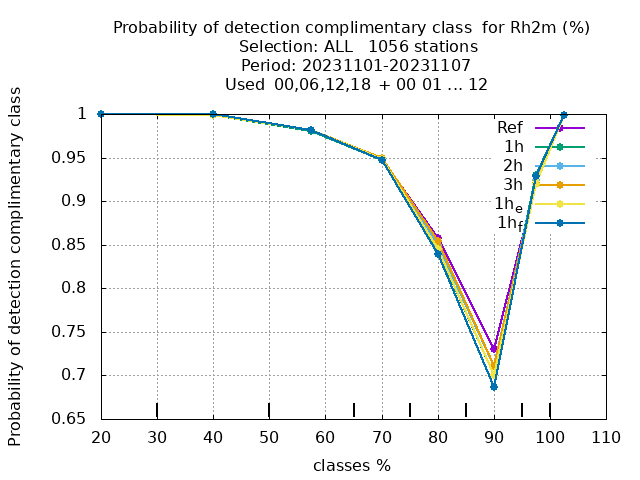 Probability of detection complimentary class  for Rh2m (%)
Selection: ALL   1056 stations
Period: 20231101-20231107
Used  00,06,12,18  + 00 01 ... 12
Probability of detection complimentary class
1
0.95
0.9
0.85
0.8
0.75
0.7
0.65
Ref
1h
2h
3h
1he
1hf
20 30 40 50 60 70 80 90 100 110
classes %